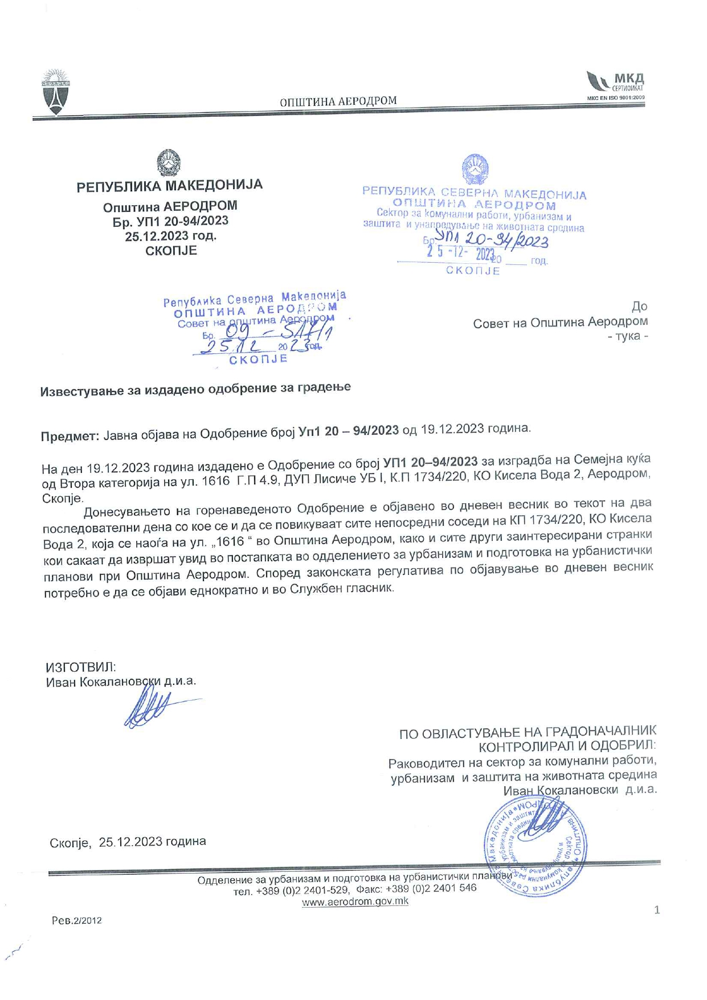 МКД
СЕРТИФИКАТ
МКС EN ISO 9001:2009
ОПШТИНА АЕРОДРОМ
РЕПУБЛИКА МАКЕДОНИЈА
Општина АЕРОДРОМ
Бр. УП1 20-94/2023
25.12.2023 год.
СКОПЈЕ
РЕПУБЛИКА СЕВЕРНА МАКЕДОНИЈА
ОПШТИНА АЕРОДРОМ
Сектор за комунални работи, урбанизам и
заштита и унапредување на животната средина
Бр. УП1 20-94/2023
25-12-2023 20 ___ год.
СКОПЈЕ
Република Северна Македонија
ОПШТИНА АЕРОДРОМ
Совет на општина Аеродром
Бр. 09-517/1
25.12 2023 год.
СКОПЈЕ
До
Совет на Општина Аеродром
- тука -
Известување за издадено одобрение за градење
Предмет: Јавна објава на Одобрение број Уп1 20 – 94/2023 од 19.12.2023 година.
На ден 19.12.2023 година издадено е Одобрение со број УП1 20–94/2023 за изградба на Семејна куќа
од Втора категорија на ул. 1616 Г.П 4.9, ДУП Лисиче УБ I, К.П 1734/220, КО Кисела Вода 2, Аеродром,
Скопје.
Донесувањето на горенаведеното Одобрение е објавено во дневен весник во текот на два
последователни дена со кое се и да се повикуваат сите непосредни соседи на КП 1734/220, КО Кисела
Вода 2, која се наоѓа на ул. „1616 “ во Општина Аеродром, како и сите други заинтересирани странки
кои сакаат да извршат увид во постапката во одделението за урбанизам и подготовка на урбанистички
планови при Општина Аеродром. Според законската регулатива по објавување во дневен весник
потребно е да се објави еднократно и во Службен гласник.
ИЗГОТВИЛ:
Иван Кокалановски д.и.а.
ПО ОВЛАСТУВАЊЕ НА ГРАДОНАЧАЛНИК
КОНТРОЛИРАЛ И ОДОБРИЛ:
Раководител на сектор за комунални работи,
урбанизам и заштита на животната средина
Иван Кокалановски д.и.а.
Република Северна Македонија * Општина АЕРОДРОМ *
Скопје, 25.12.2023 година
Одделение за урбанизам и подготовка на урбанистички планови
тел. +389 (0)2 2401-529, Факс: +389 (0)2 2401 546
www.aerodrom.gov.mk
1
Рев.2/2012